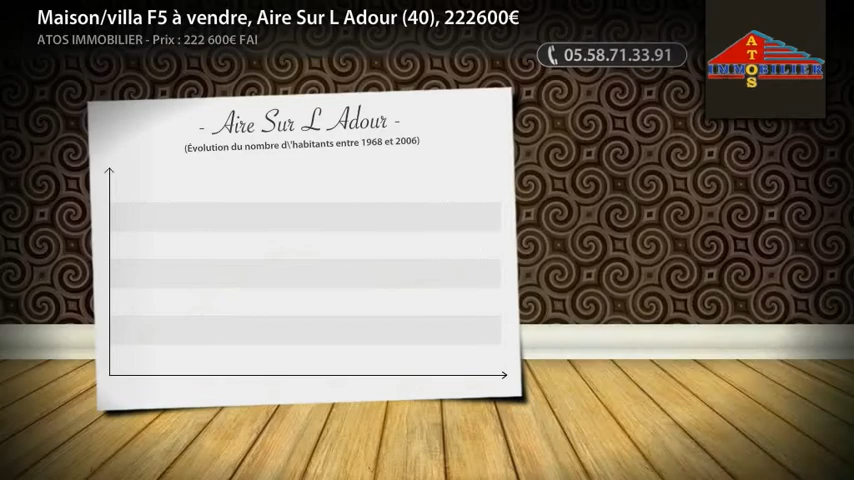 Maison/villa F5 à vendre, Aire Sur L Adour (40), 222600€
ATOS IMMOBILIER - Prix : 222 600€ FAI
05.58.71.33.91
ATOS
IMMOBILIER
- Aire Sur L Adour -
(Évolution du nombre d\'habitants entre 1968 et 2006)